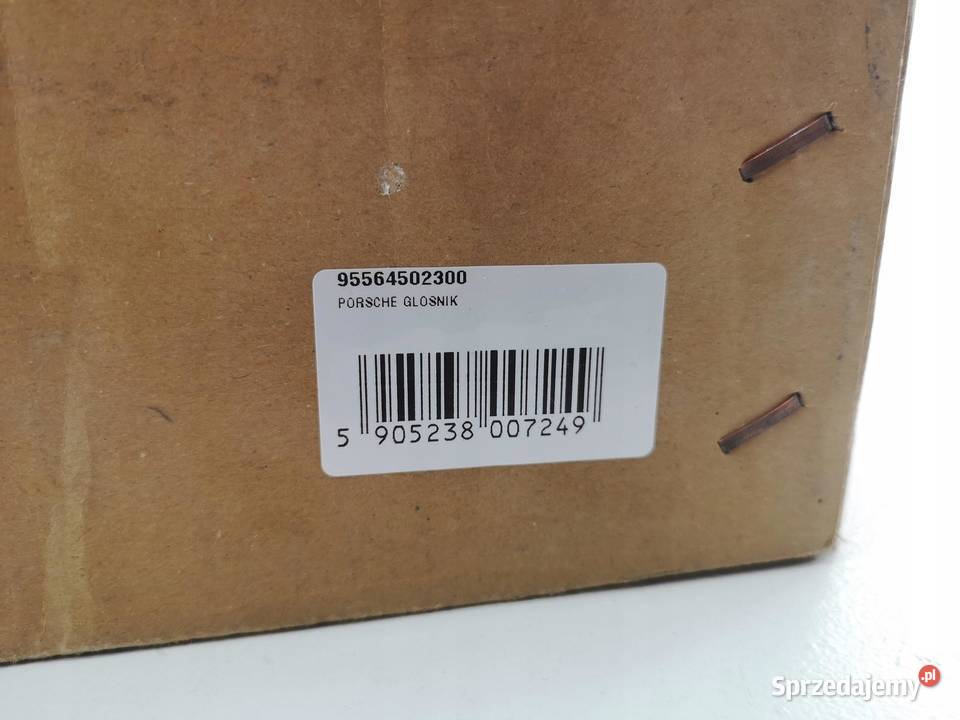 95564502300
PORSCHE GLOSNIK
5 905238 007249
Sprzedajemy .pl